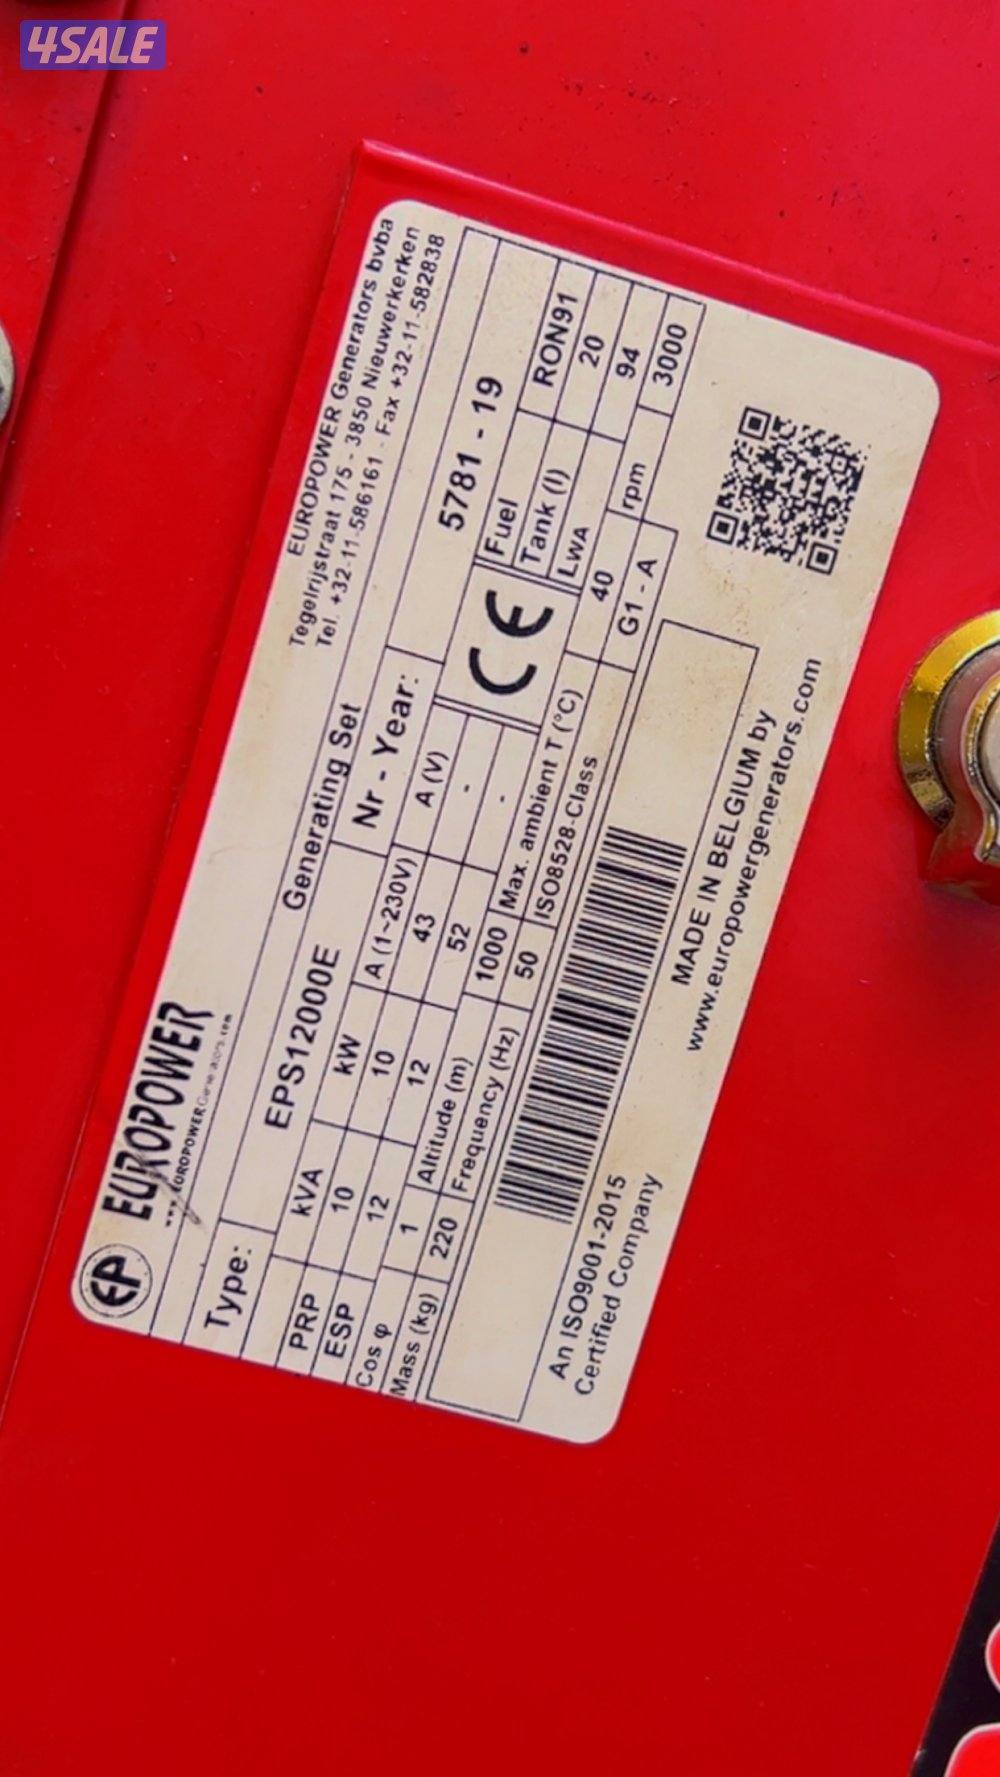 4SALE
EP EUROPOWER
EUROPOWER Generators bvba
Tegelrijstraat 175 - 3850 Nieuwerkerken
Tel. +32-11-586161 - Fax +32-11-582838
Generating Set
Type: EPS12000E Nr - Year: 5781 - 19
kVA kW A (1~230V) A (V)
PRP 10 10 43 -
ESP 12 12 52 -
CE
Fuel RON91
Tank (l) 20
LWA 94
Cos φ 1 Altitude (m) 1000 Max. ambient T (°C) 40 rpm 3000
Mass (kg) 220 Frequency (Hz) 50 ISO8528-Class G1 - A
An ISO9001-2015
Certified Company
MADE IN BELGIUM by
www.europowergenerators.com